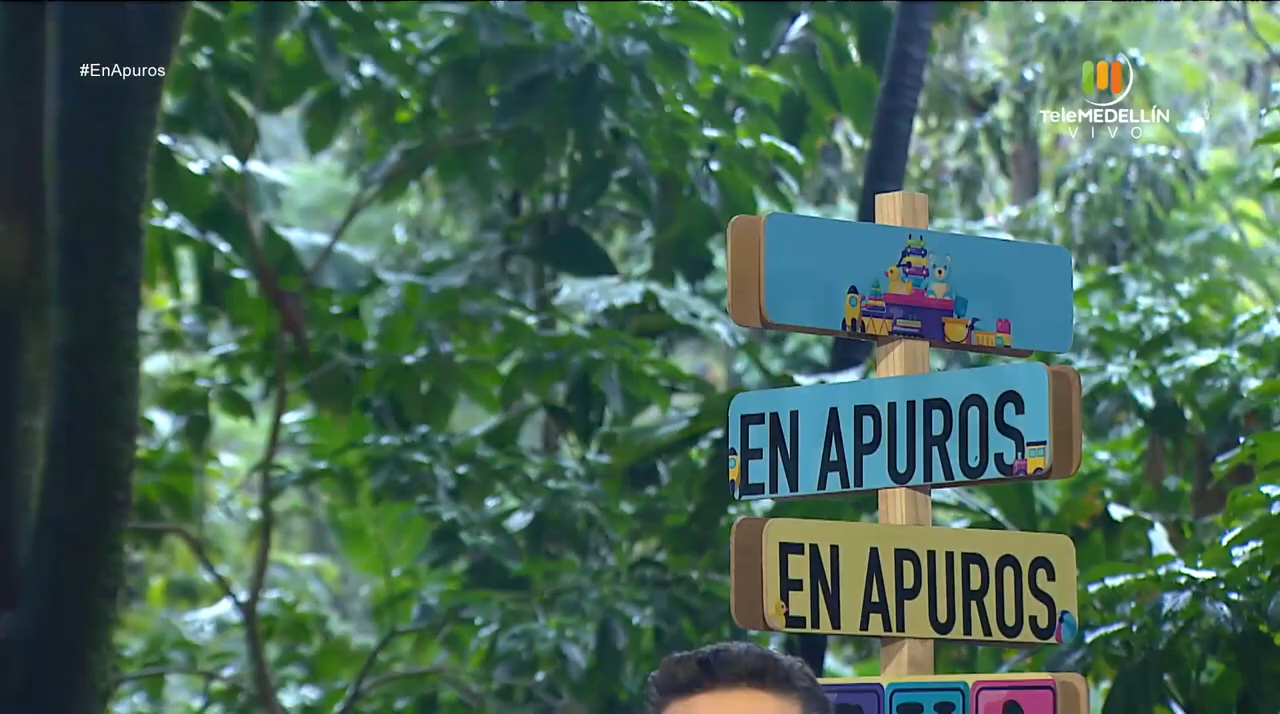 #EnApuros
TeleMEDELLÍN
VIVO
EN APUROS
EN APUROS